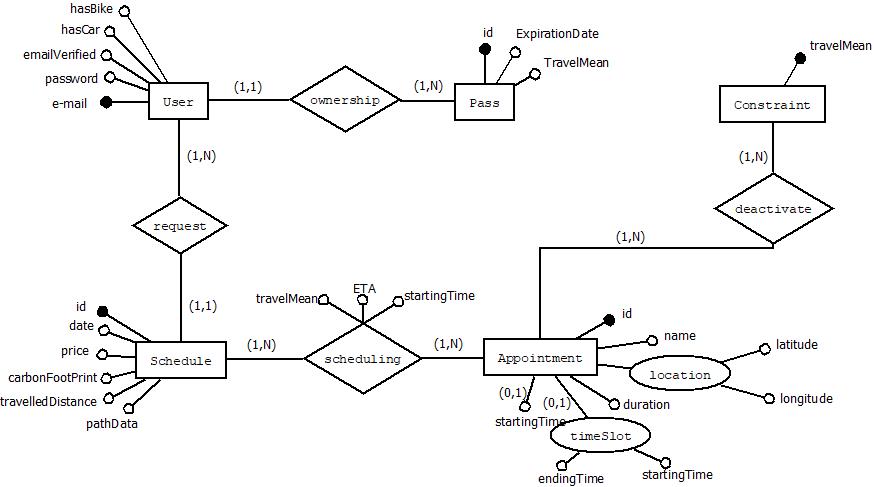 hasBike
hasCar
emailVerified
password
e-mail
User
(1,1)
ownership
(1,N)
Pass
id
ExpirationDate
TravelMean
travelMean
Constraint
(1,N)
deactivate
(1,N)
(1,N)
request
(1,1)
id
date
price
carbonFootPrint
travelledDistance
pathData
Schedule
(1,N)
travelMean
ETA
startingTime
scheduling
(1,N)
Appointment
id
name
location
latitude
longitude
duration
(0,1)
startingTime
(0,1)
timeSlot
endingTime
startingTime